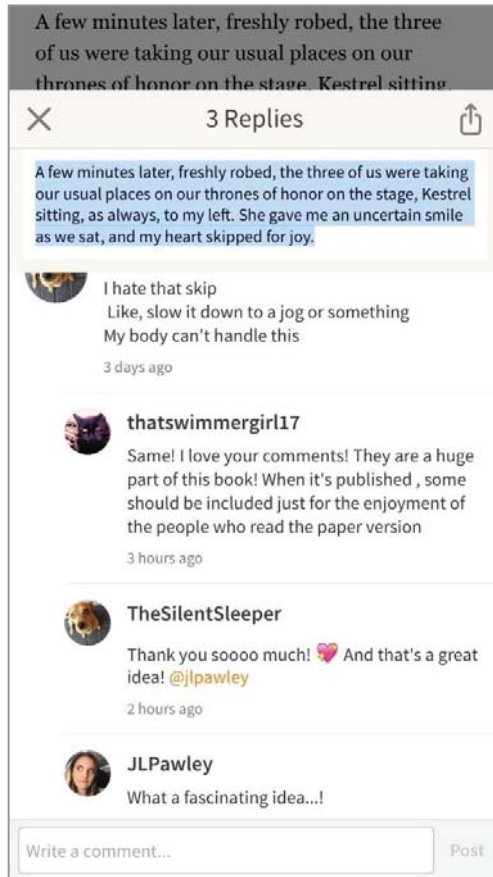 A few minutes later, freshly robed, the three
of us were taking our usual places on our
thrones of honor on the stage, Kestrel sitting,
3 Replies
A few minutes later, freshly robed, the three of us were taking
our usual places on our thrones of honor on the stage, Kestrel
sitting, as always, to my left. She gave me an uncertain smile
as we sat, and my heart skipped for joy.
I hate that skip
Like, slow it down to a jog or something
My body can't handle this
3 days ago
thatswimmergirl17
Same! I love your comments! They are a huge
part of this book! When it's published , some
should be included just for the enjoyment of
the people who read the paper version
3 hours ago
TheSilentSleeper
Thank you soooo much! 💖 And that's a great
idea! @jlpawley
2 hours ago
JLPawley
What a fascinating idea...!
Write a comment...
Post